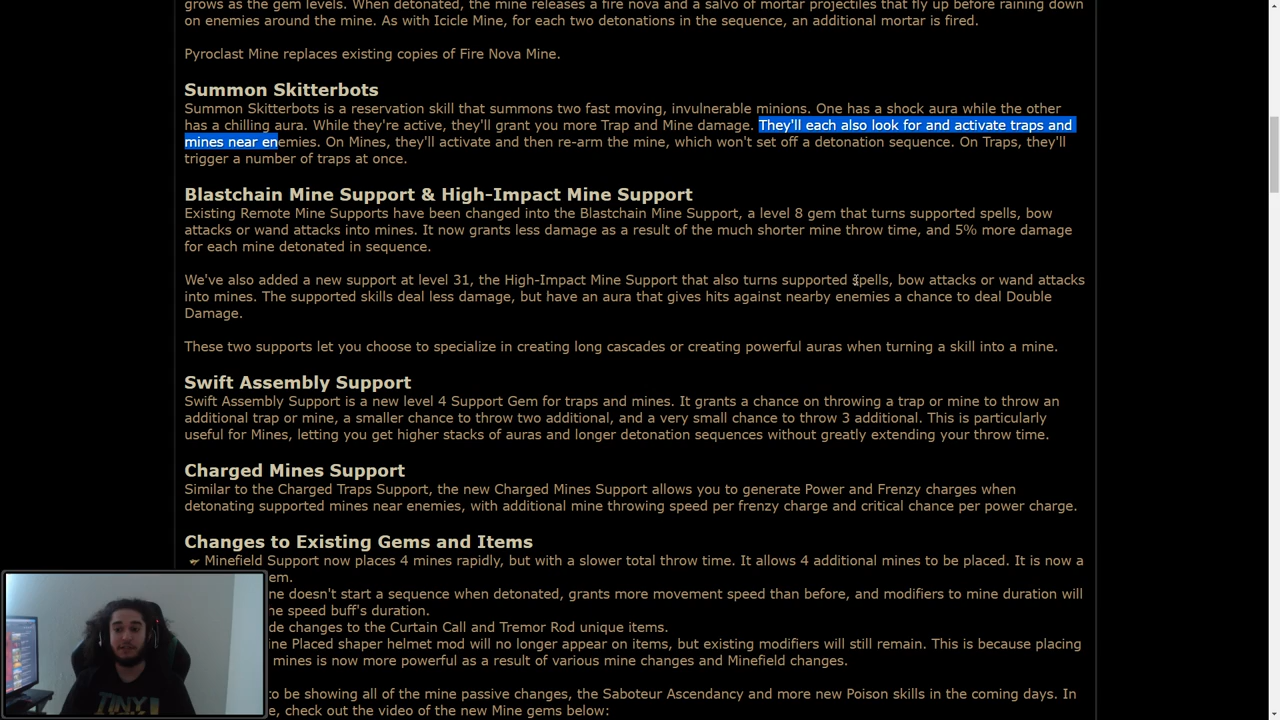 grows as the gem levels. When detonated, the mine releases a fire nova and a salvo of mortar projectiles that fly up before raining down
on enemies around the mine. As with Icicle Mine, for each two detonations in the sequence, an additional mortar is fired.
Pyroclast Mine replaces existing copies of Fire Nova Mine.
Summon Skitterbots
Summon Skitterbots is a reservation skill that summons two fast moving, invulnerable minions. One has a shock aura while the other
has a chilling aura. While they're active, they'll grant you more Trap and Mine damage. They'll each also look for and activate traps and
mines near enemies. On Mines, they'll activate and then re-arm the mine, which won't set off a detonation sequence. On Traps, they'll
trigger a number of traps at once.
Blastchain Mine Support & High-Impact Mine Support
Existing Remote Mine Supports have been changed into the Blastchain Mine Support, a level 8 gem that turns supported spells, bow
attacks or wand attacks into mines. It now grants less damage as a result of the much shorter mine throw time, and 5% more damage
for each mine detonated in sequence.
We've also added a new support at level 31, the High-Impact Mine Support that also turns supported spells, bow attacks or wand attacks
into mines. The supported skills deal less damage, but have an aura that gives hits against nearby enemies a chance to deal Double
Damage.
These two supports let you choose to specialize in creating long cascades or creating powerful auras when turning a skill into a mine.
Swift Assembly Support
Swift Assembly Support is a new level 4 Support Gem for traps and mines. It grants a chance on throwing a trap or mine to throw an
additional trap or mine, a smaller chance to throw two additional, and a very small chance to throw 3 additional. This is particularly
useful for Mines, letting you get higher stacks of auras and longer detonation sequences without greatly extending your throw time.
Charged Mines Support
Similar to the Charged Traps Support, the new Charged Mines Support allows you to generate Power and Frenzy charges when
detonating supported mines near enemies, with additional mine throwing speed per frenzy charge and critical chance per power charge.
Changes to Existing Gems and Items
Minefield Support now places 4 mines rapidly, but with a slower total throw time. It allows 4 additional mines to be placed. It is now a
em.
ne doesn't start a sequence when detonated, grants more movement speed than before, and modifiers to mine duration will
ne speed buff's duration.
de changes to the Curtain Call and Tremor Rod unique items.
ine Placed shaper helmet mod will no longer appear on items, but existing modifiers will still remain. This is because placing
mines is now more powerful as a result of various mine changes and Minefield changes.
to be showing all of the mine passive changes, the Saboteur Ascendancy and more new Poison skills in the coming days. In
e, check out the video of the new Mine gems below:
TINY